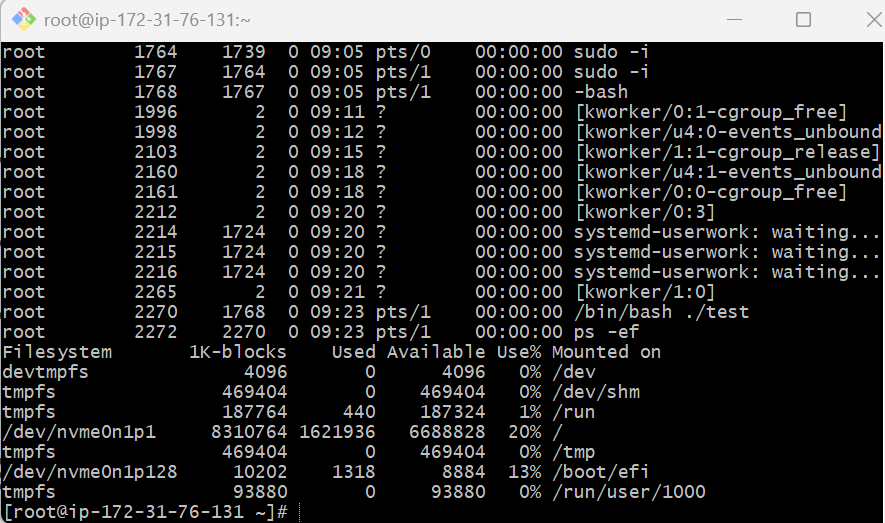 root@ip-172-31-76-131:~
root 1764 1739 0 09:05 pts/0 00:00:00 sudo -i
root 1767 1764 0 09:05 pts/1 00:00:00 sudo -i
root 1768 1767 0 09:05 pts/1 00:00:00 -bash
root 1996 2 0 09:11 ? 00:00:00 [kworker/0:1-cgroup_free]
root 1998 2 0 09:12 ? 00:00:00 [kworker/u4:0-events_unbound
root 2103 2 0 09:15 ? 00:00:00 [kworker/1:1-cgroup_release]
root 2160 2 0 09:18 ? 00:00:00 [kworker/u4:1-events_unbound
root 2161 2 0 09:18 ? 00:00:00 [kworker/0:0-cgroup_free]
root 2212 2 0 09:20 ? 00:00:00 [kworker/0:3]
root 2214 1724 0 09:20 ? 00:00:00 systemd-userwork: waiting...
root 2215 1724 0 09:20 ? 00:00:00 systemd-userwork: waiting...
root 2216 1724 0 09:20 ? 00:00:00 systemd-userwork: waiting...
root 2265 2 0 09:21 ? 00:00:00 [kworker/1:0]
root 2270 1768 0 09:23 pts/1 00:00:00 /bin/bash ./test
root 2272 2270 0 09:23 pts/1 00:00:00 ps -ef
Filesystem 1K-blocks Used Available Use% Mounted on
devtmpfs 4096 0 4096 0% /dev
tmpfs 469404 0 469404 0% /dev/shm
tmpfs 187764 440 187324 1% /run
/dev/nvme0n1p1 8310764 1621936 6688828 20% /
tmpfs 469404 0 469404 0% /tmp
/dev/nvme0n1p128 10202 1318 8884 13% /boot/efi
tmpfs 93880 0 93880 0% /run/user/1000
[root@ip-172-31-76-131 ~]#